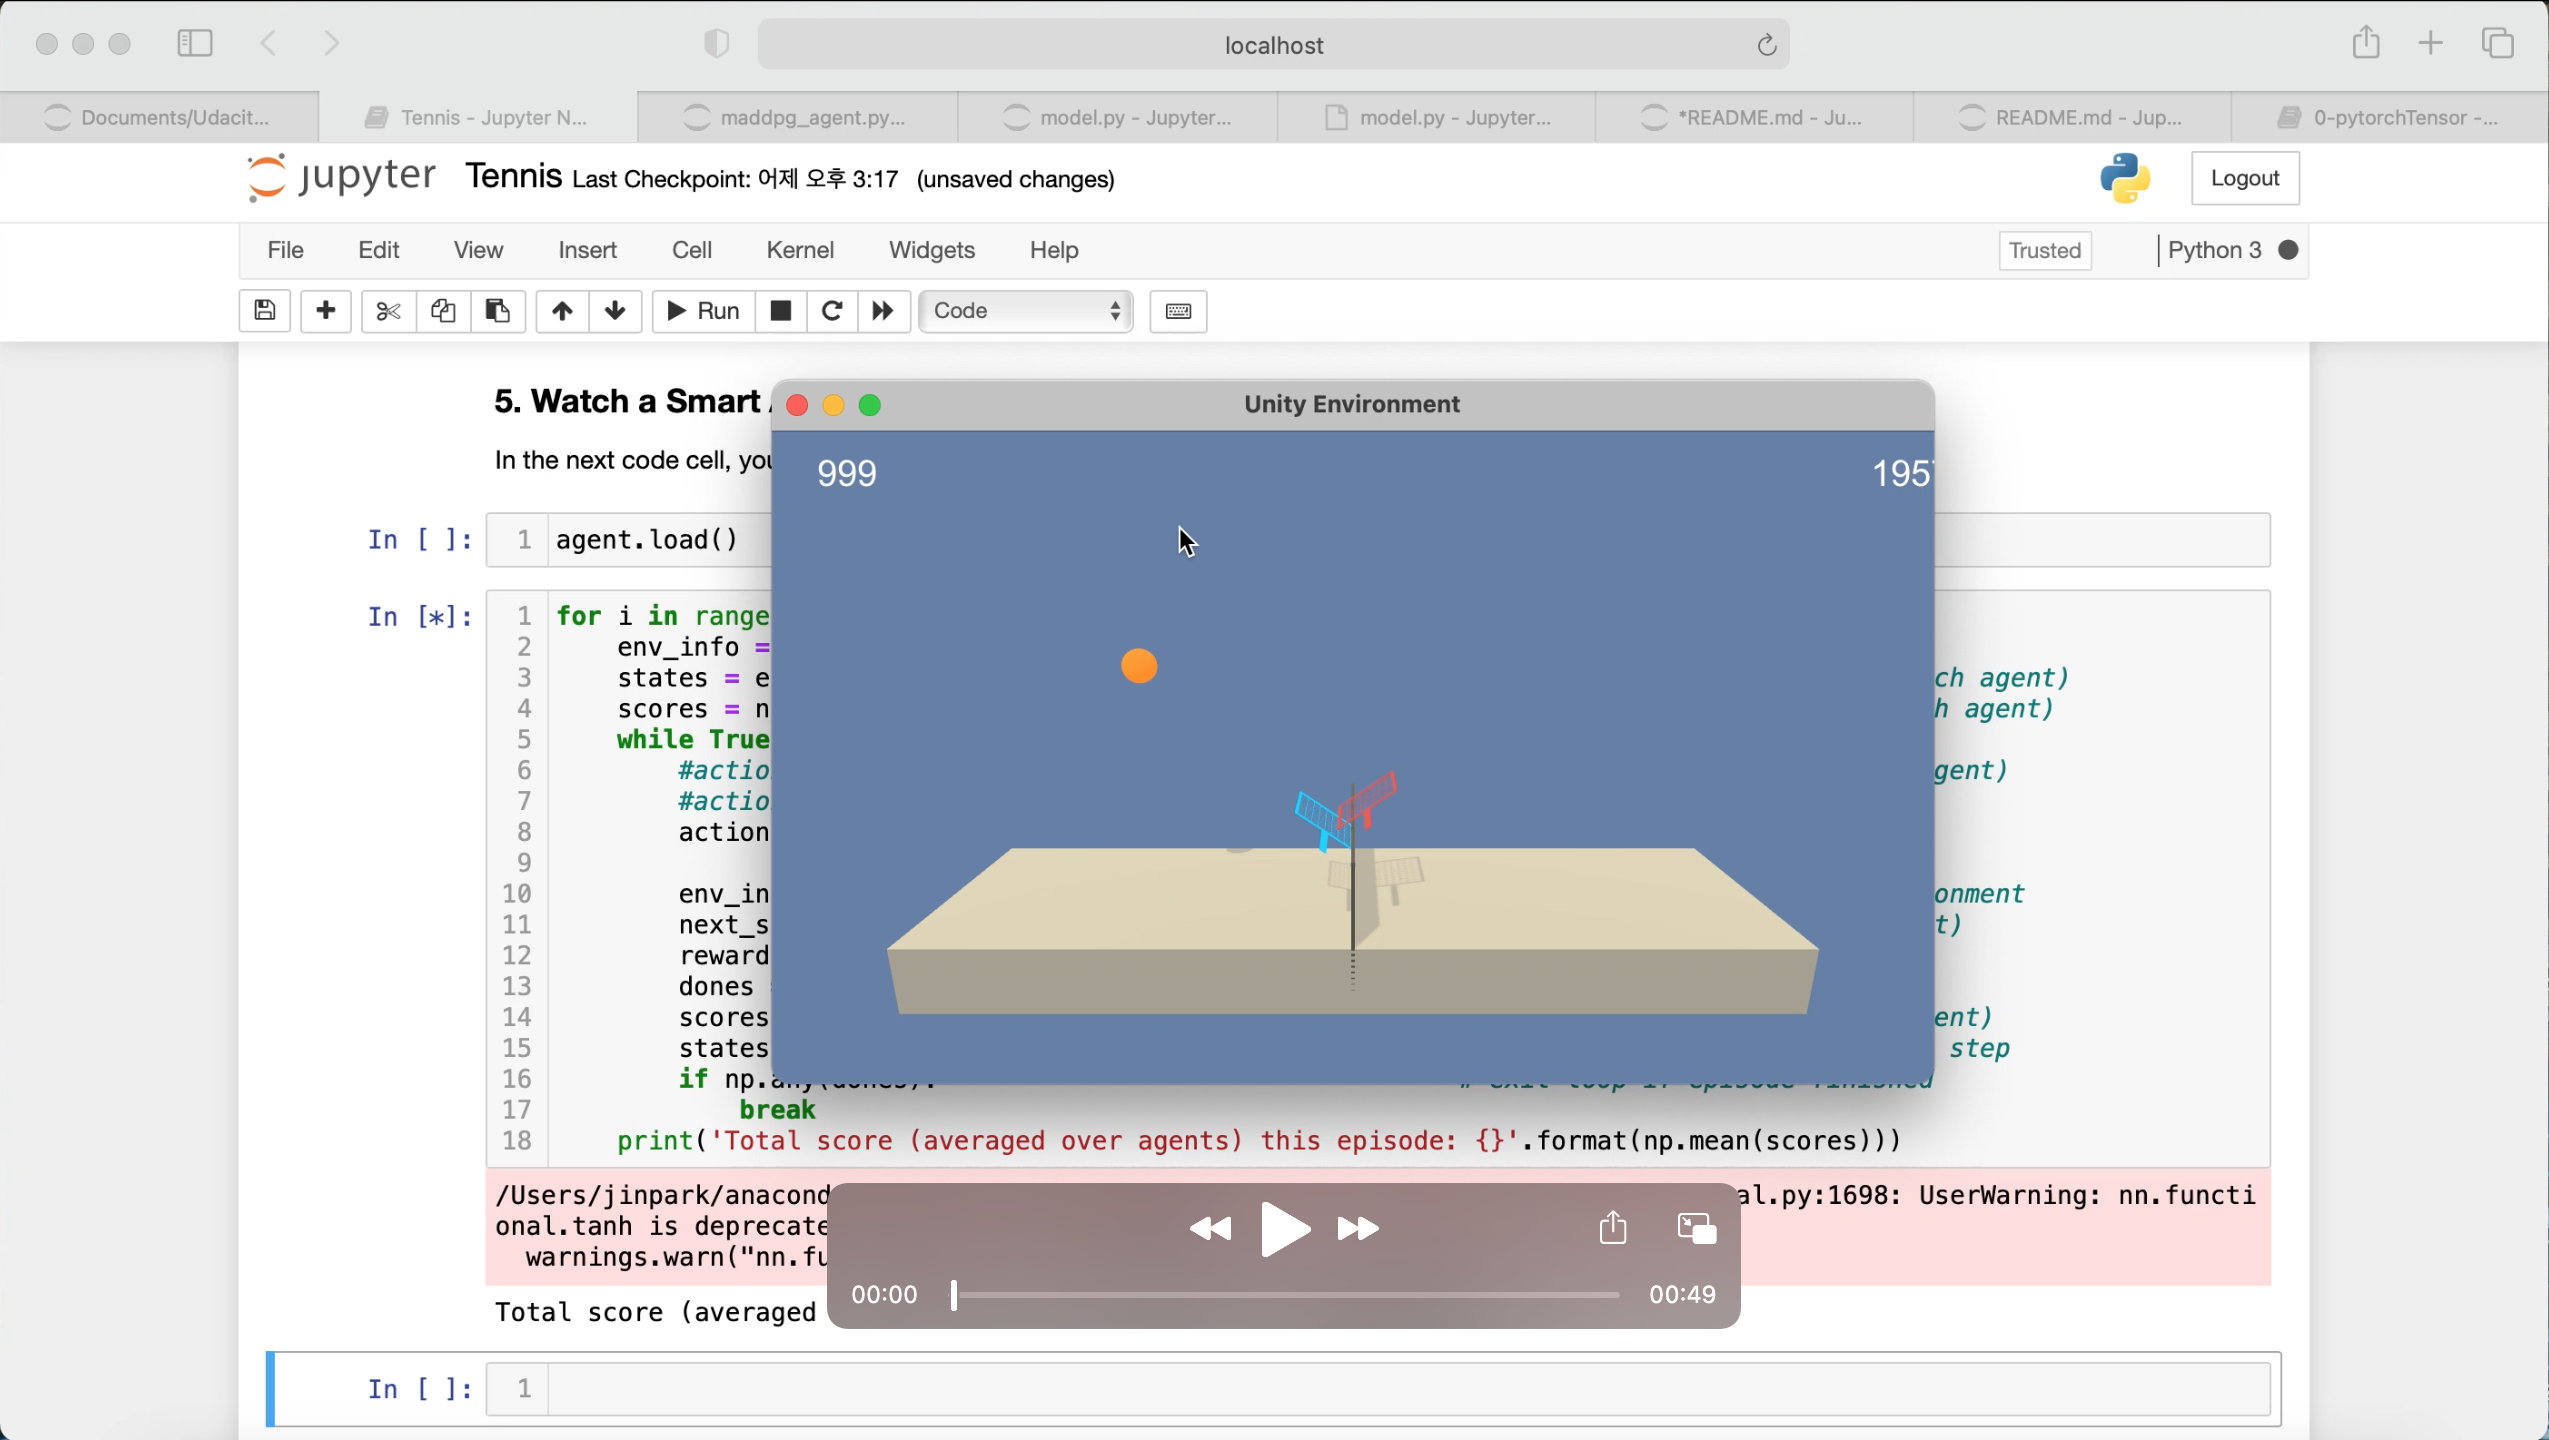 localhost
Documents/Udacit...
Tennis - Jupyter N...
maddpg_agent.py...
model.py - Jupyter...
model.py - Jupyter...
*README.md - Ju...
README.md - Jup...
0-pytorchTensor -...
jupyter Tennis Last Checkpoint: 어제 오후 3:17 (unsaved changes)
Logout
File Edit View Insert Cell Kernel Widgets Help
Trusted
Python 3
Run
Code
5. Watch a Smart
Unity Environment
In the next code cell,
999
In [ ]: 1 agent.load()
In [*]: 1 for i in range
2 env_info =
3 states = e ch agent)
4 scores = n h agent)
5 while True
6 #actio gent)
7 #actio
8 action
9
10 env_in onment
11 next_s t)
12 reward
13 dones
14 scores ent)
15 states step
16 if np.any(dones): # exit loop if episode finished
17 break
18 print('Total score (averaged over agents) this episode: {}'.format(np.mean(scores)))
/Users/jinpark/anacond al.py:1698: UserWarning: nn.functi
onal.tanh is deprecate
warnings.warn("nn.fu
00:00
00:49
Total score (averaged
In [ ]: 1